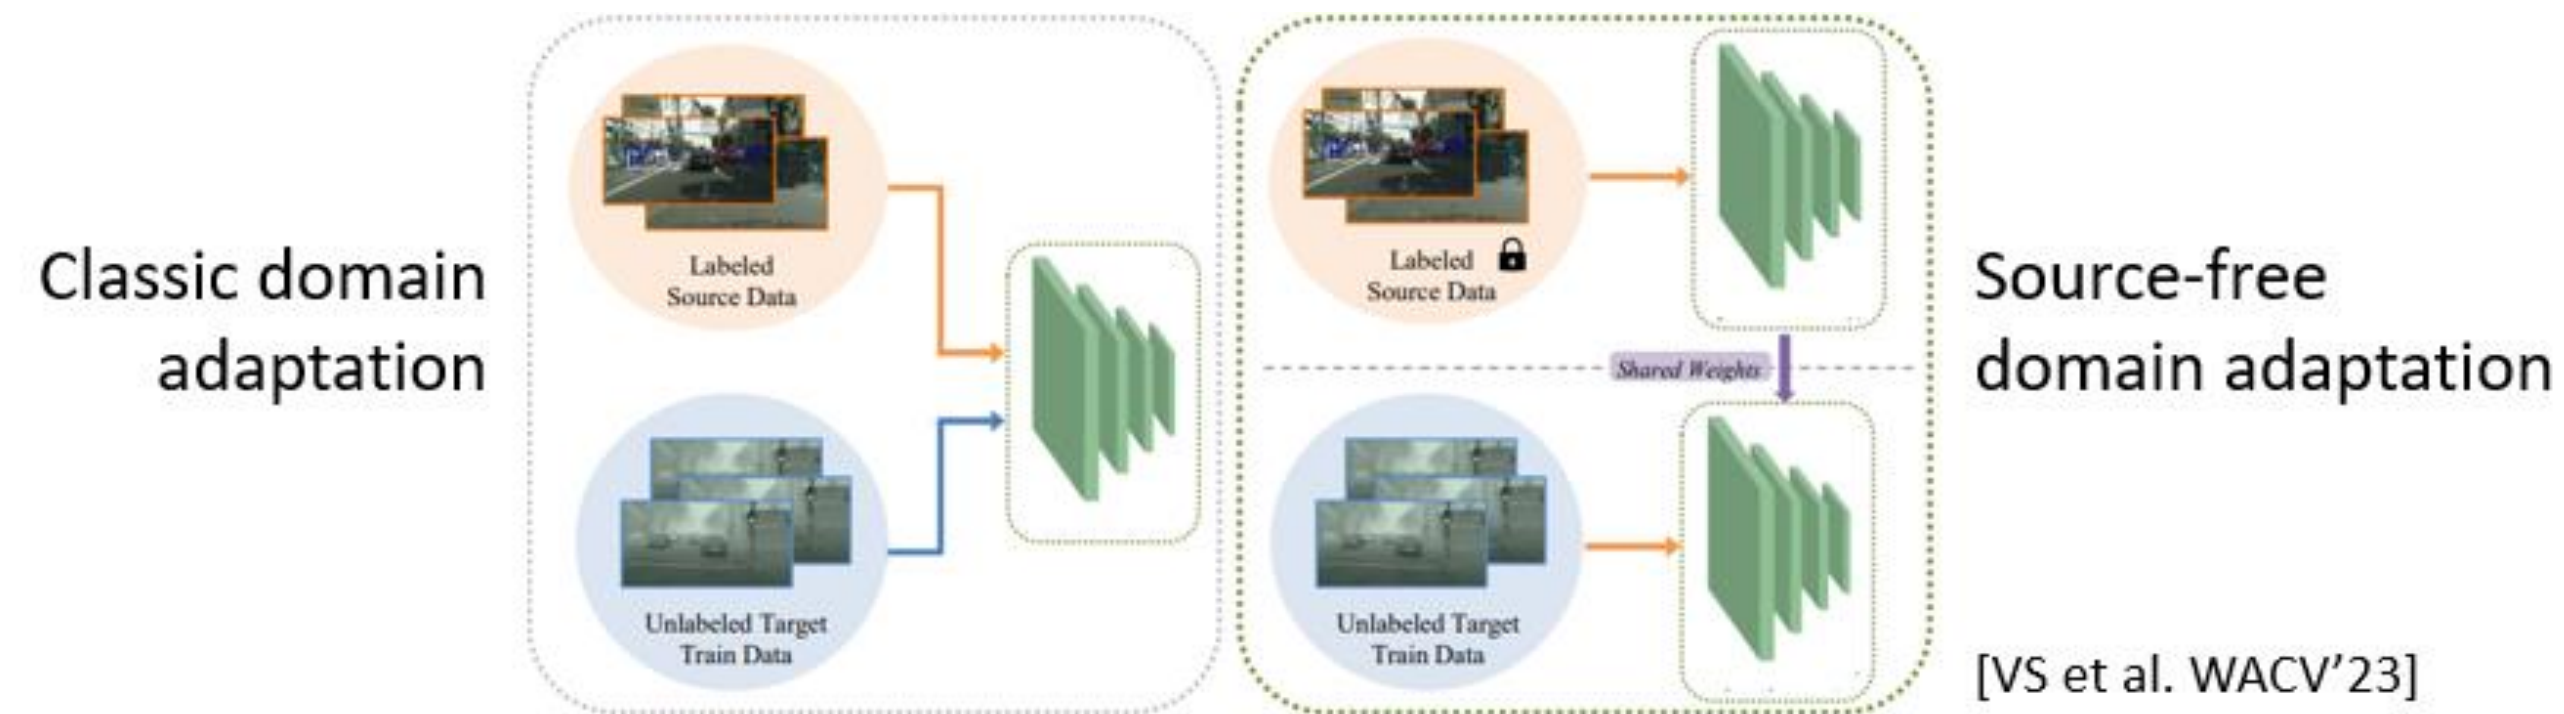 Classic domain
adaptation
Labeled
Source Data
Unlabeled Target
Train Data
Labeled
Source Data
Shared Weights
Unlabeled Target
Train Data
Source-free
domain adaptation
[VS et al. WACV’23]